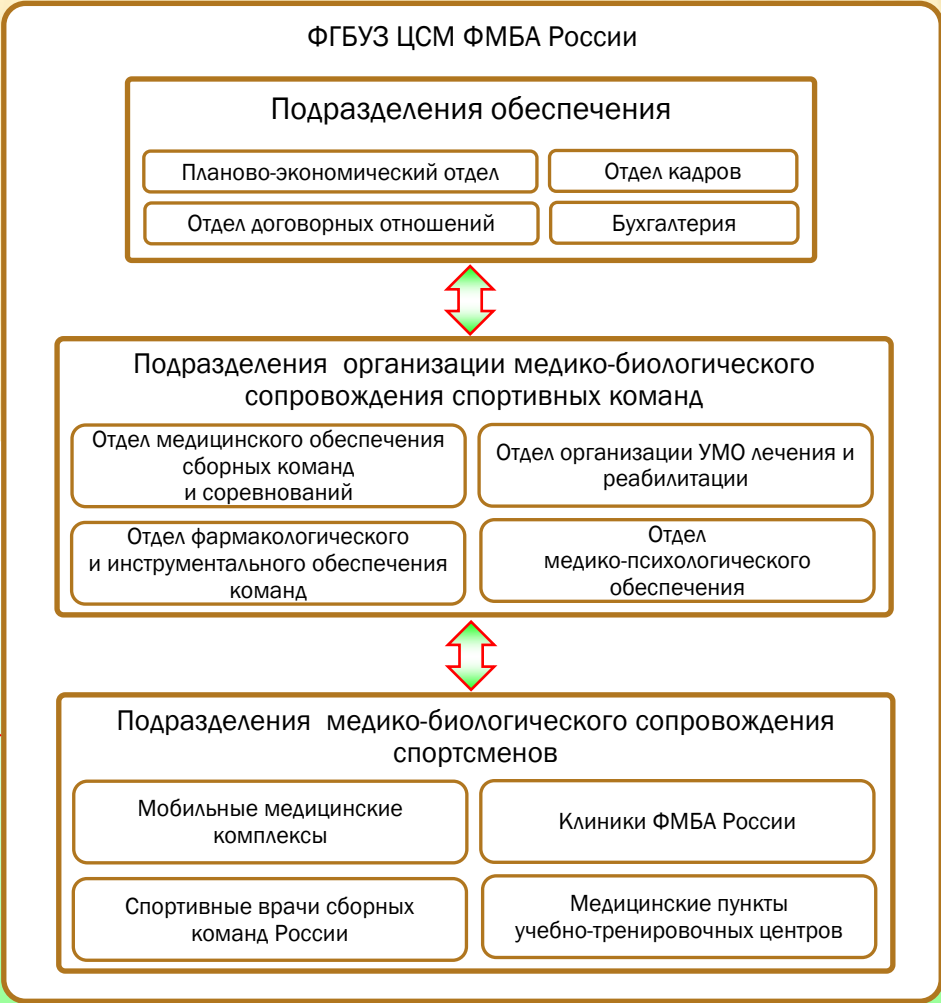 ФГБУЗ ЦСМ ФМБА России
Подразделения обеспечения
Планово-экономический отдел
Отдел кадров
Отдел договорных отношений
Бухгалтерия
Подразделения организации медико-биологического
сопровождения спортивных команд
Отдел медицинского обеспечения
сборных команд
и соревнований
Отдел организации УМО лечения и
реабилитации
Отдел фармакологического
и инструментального обеспечения
команд
Отдел
медико-психологического
обеспечения
Подразделения медико-биологического сопровождения
спортсменов
Мобильные медицинские
комплексы
Клиники ФМБА России
Спортивные врачи сборных
команд России
Медицинские пункты
учебно-тренировочных центров